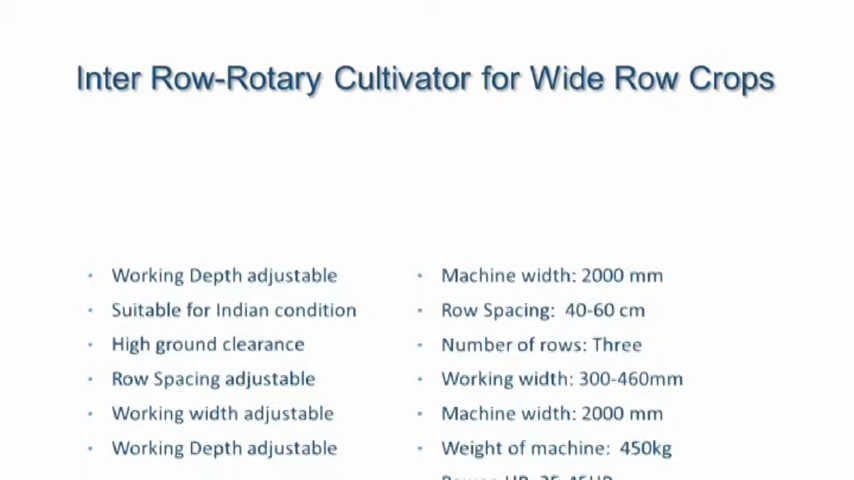 Inter Row-Rotary Cultivator for Wide Row Crops
• Working Depth adjustable
• Suitable for Indian condition
• High ground clearance
• Row Spacing adjustable
• Working width adjustable
• Working Depth adjustable
• Machine width: 2000 mm
• Row Spacing: 40-60 cm
• Number of rows: Three
• Working width: 300-460mm
• Machine width: 2000 mm
• Weight of machine: 450kg